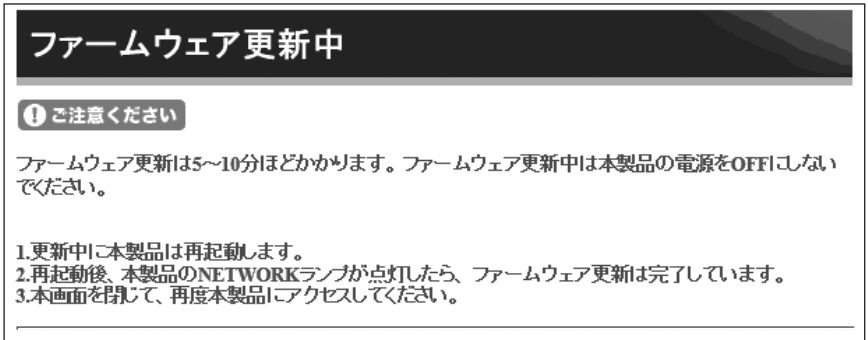 ファームウェア更新中
ご注意ください
ファームウェア更新は5～10分ほどかかります。ファームウェア更新中は本製品の電源をOFFにしない
でください。
1.更新中に本製品は再起動します。
2.再起動後、本製品のNETWORKランプが点灯したら、ファームウェア更新は完了しています。
3.本画面を閉じて、再度本製品にアクセスしてください。